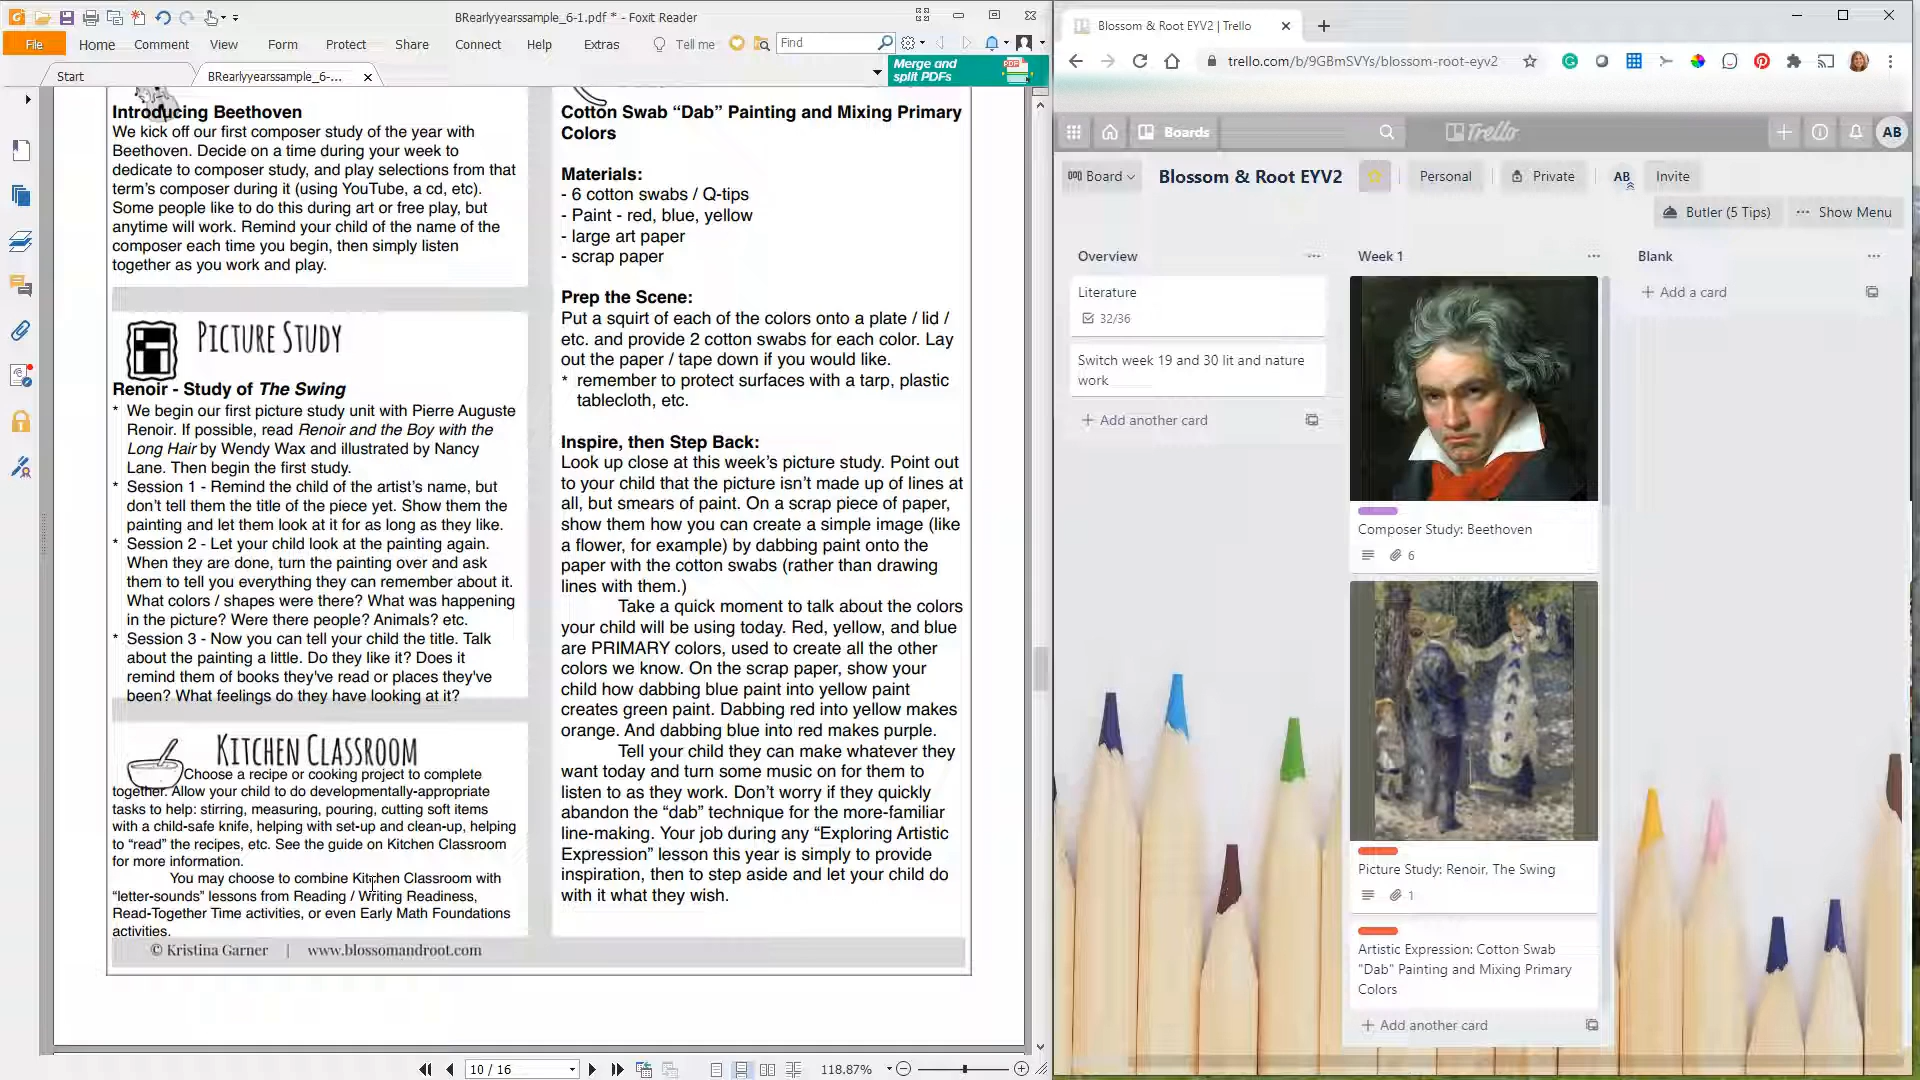 BRearlyyearssample_6-1.pdf * - Foxit Reader
File
Home
Comment
View
Form
Protect
Share
Connect
Help
Extras
Tell me
Find
Start
BRearlyyearssample_6-...
Merge and
split PDFs
Introducing Beethoven
We kick off our first composer study of the year with
Beethoven. Decide on a time during your week to
dedicate to composer study, and play selections from that
term's composer during it (using YouTube, a cd, etc).
Some people like to do this during art or free play, but
anytime will work. Remind your child of the name of the
composer each time you begin, then simply listen
together as you work and play.
PICTURE STUDY
Renoir - Study of The Swing
* We begin our first picture study unit with Pierre Auguste
Renoir. If possible, read Renoir and the Boy with the
Long Hair by Wendy Wax and illustrated by Nancy
Lane. Then begin the first study.
* Session 1 - Remind the child of the artist's name, but
don't tell them the title of the piece yet. Show them the
painting and let them look at it for as long as they like.
* Session 2 - Let your child look at the painting again.
When they are done, turn the painting over and ask
them to tell you everything they can remember about it.
What colors / shapes were there? What was happening
in the picture? Were there people? Animals? etc.
* Session 3 - Now you can tell your child the title. Talk
about the painting a little. Do they like it? Does it
remind them of books they've read or places they've
been? What feelings do they have looking at it?
KITCHEN CLASSROOM
Choose a recipe or cooking project to complete
together. Allow your child to do developmentally-appropriate
tasks to help: stirring, measuring, pouring, cutting soft items
with a child-safe knife, helping with set-up and clean-up, helping
to “read” the recipes, etc. See the guide on Kitchen Classroom
for more information.
You may choose to combine Kitchen Classroom with
“letter-sounds” lessons from Reading / Writing Readiness,
Read-Together Time activities, or even Early Math Foundations
activities.
Cotton Swab “Dab” Painting and Mixing Primary
Colors
Materials:
- 6 cotton swabs / Q-tips
- Paint - red, blue, yellow
- large art paper
- scrap paper
Prep the Scene:
Put a squirt of each of the colors onto a plate / lid /
etc. and provide 2 cotton swabs for each color. Lay
out the paper / tape down if you would like.
* remember to protect surfaces with a tarp, plastic
tablecloth, etc.
Inspire, then Step Back:
Look up close at this week's picture study. Point out
to your child that the picture isn't made up of lines at
all, but smears of paint. On a scrap piece of paper,
show them how you can create a simple image (like
a flower, for example) by dabbing paint onto the
paper with the cotton swabs (rather than drawing
lines with them.)
Take a quick moment to talk about the colors
your child will be using today. Red, yellow, and blue
are PRIMARY colors, used to create all the other
colors we know. On the scrap paper, show your
child how dabbing blue paint into yellow paint
creates green paint. Dabbing red into yellow makes
orange. And dabbing blue into red makes purple.
Tell your child they can make whatever they
want today and turn some music on for them to
listen to as they work. Don't worry if they quickly
abandon the “dab” technique for the more-familiar
line-making. Your job during any “Exploring Artistic
Expression” lesson this year is simply to provide
inspiration, then to step aside and let your child do
with it what they wish.
© Kristina Garner | www.blossomandroot.com
10 / 16
118.87%
Blossom & Root EYV2 | Trello
trello.com/b/9GBmSVYs/blossom-root-eyv2
Boards
Trello
AB
Board
Blossom & Root EYV2
Personal
Private
AB
Invite
Butler (5 Tips)
Show Menu
Overview
Literature
32/36
Switch week 19 and 30 lit and nature
work
Add another card
Week 1
Composer Study: Beethoven
6
Picture Study: Renoir, The Swing
1
Artistic Expression: Cotton Swab
"Dab" Painting and Mixing Primary
Colors
Add another card
Blank
Add a card